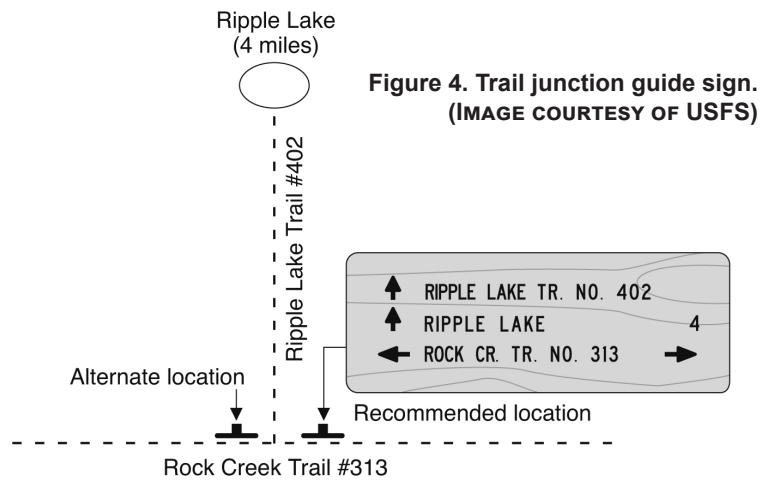 Ripple Lake
(4 miles)
Figure 4. Trail junction guide sign.
(IMAGE COURTESY OF USFS)
Ripple Lake Trail #402
RIPPLE LAKE TR. NO. 402
RIPPLE LAKE 4
ROCK CR. TR. NO. 313
Alternate location
Recommended location
Rock Creek Trail #313